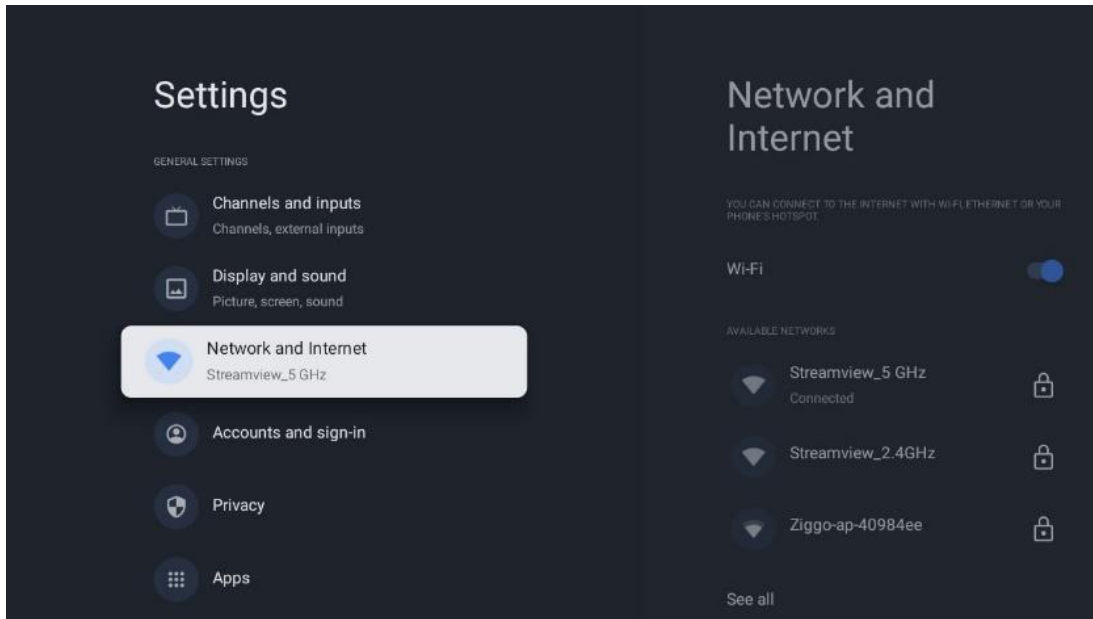 Settings
GENERAL SETTINGS
Channels and inputs
Channels, external inputs
Display and sound
Picture, screen, sound
Network and Internet
Streamview_5 GHz
Accounts and sign-in
Privacy
Apps
Network and
Internet
YOU CAN CONNECT TO THE INTERNET WITH WI-FI, ETHERNET OR YOUR
PHONE'S HOTSPOT.
Wi-Fi
AVAILABLE NETWORKS
Streamview_5 GHz
Connected
Streamview_2.4GHz
Ziggo-ap-40984ee
See all